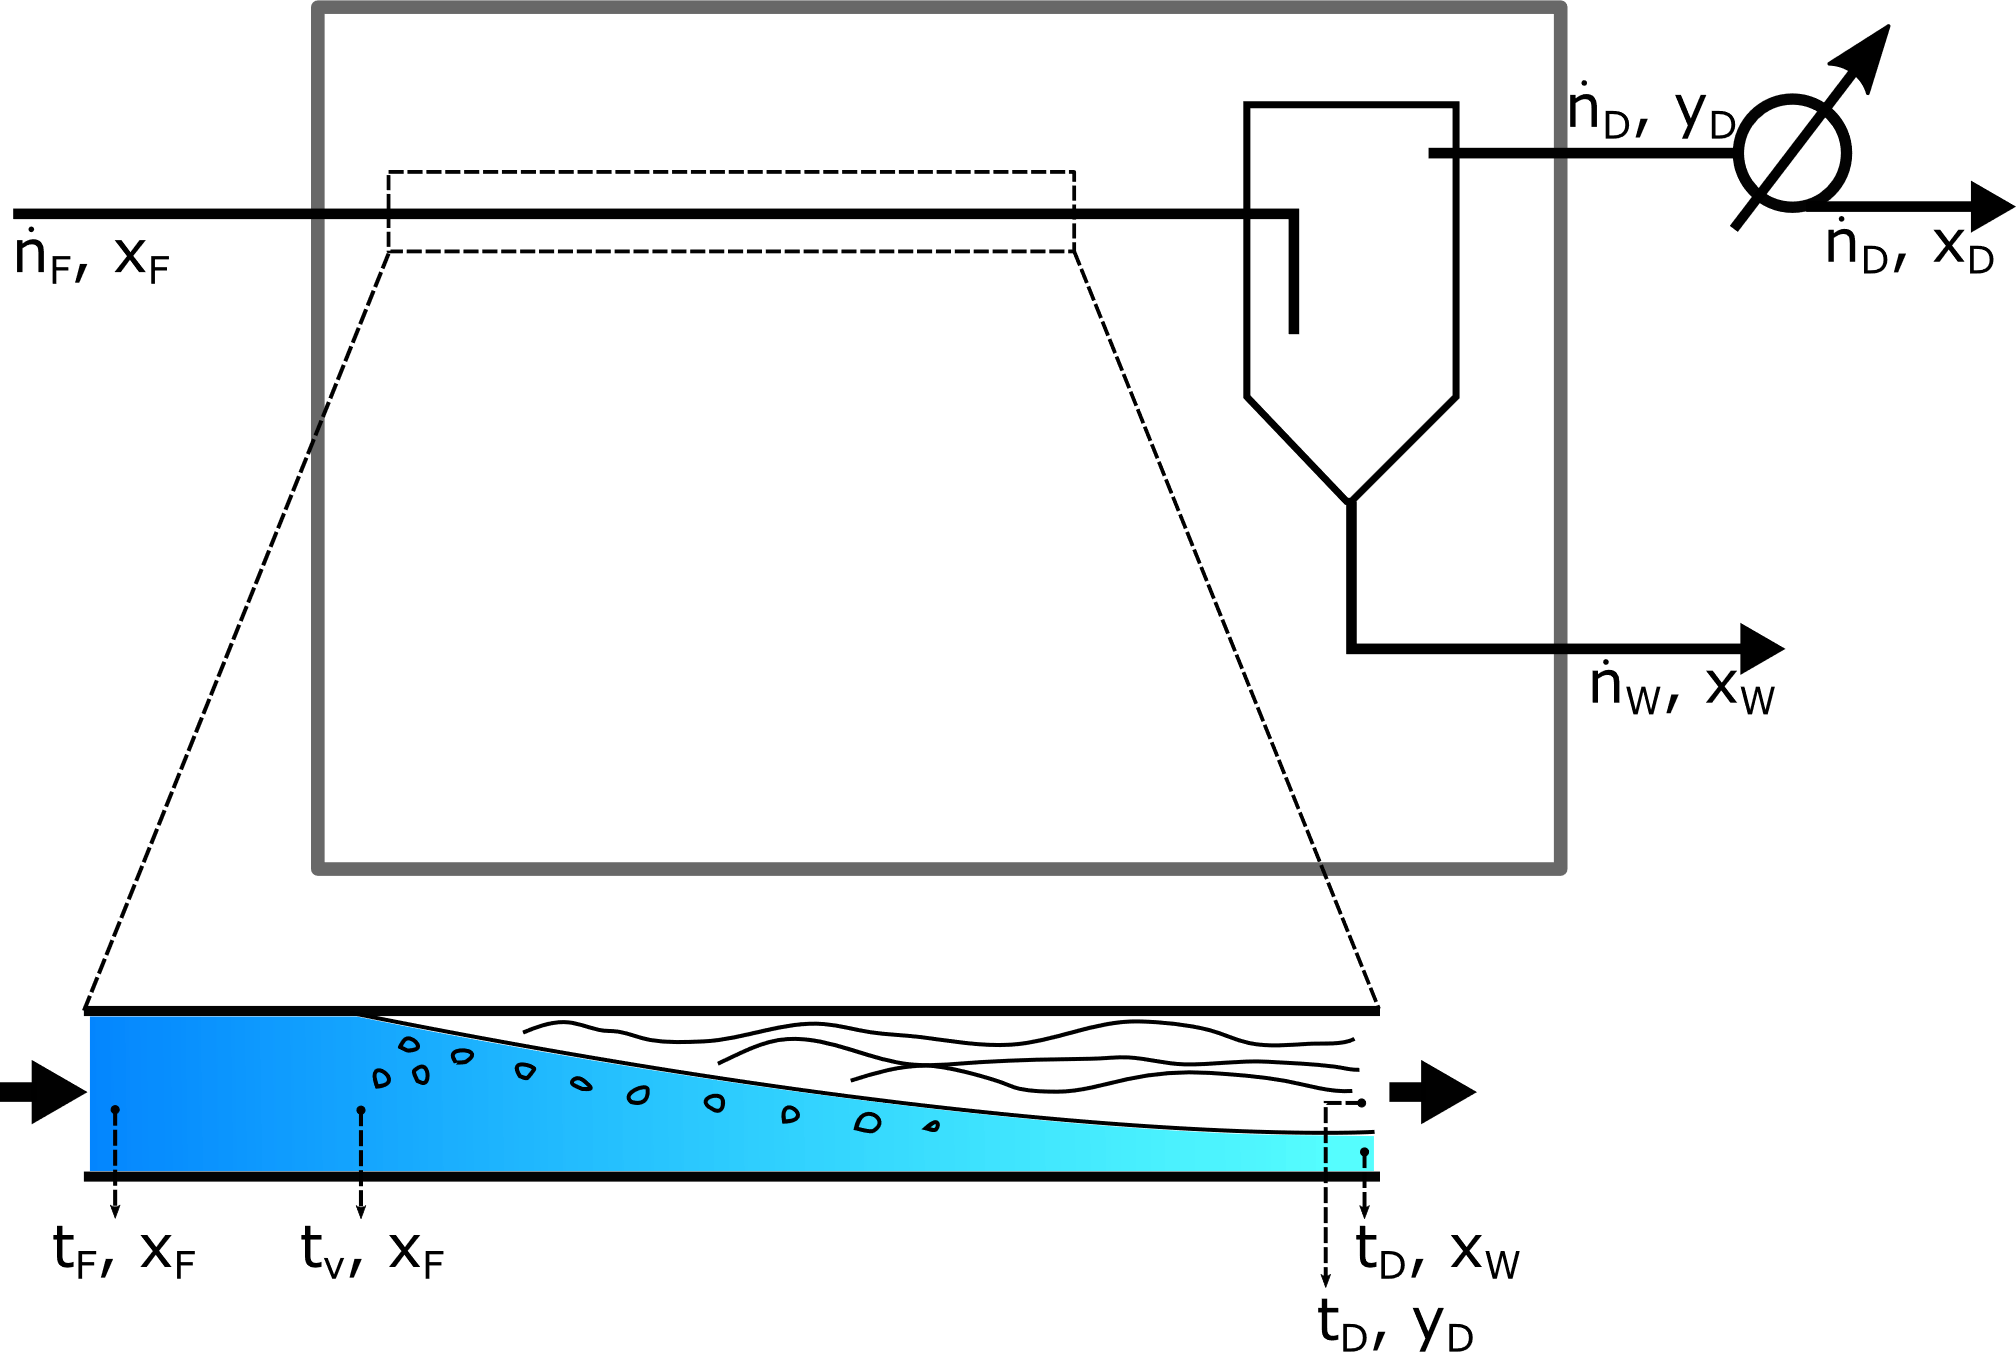 ṅD, yD
ṅF, xF
ṅD, xD
ṅW, xW
tF, xF
tv, xF
tD, xW
tD, yD